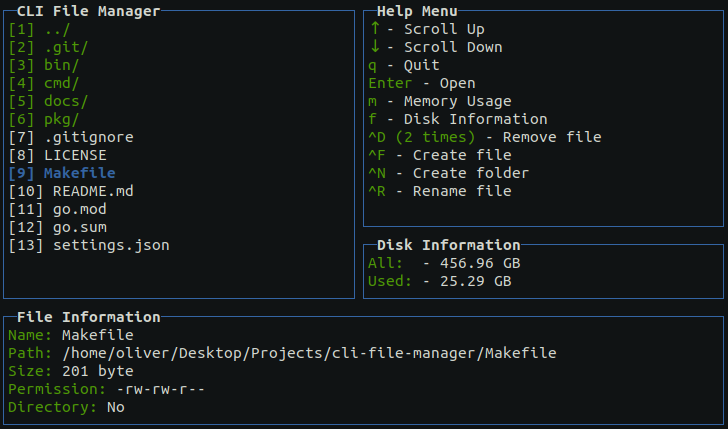 CLI File Manager
[1] ../
[2] .git/
[3] bin/
[4] cmd/
[5] docs/
[6] pkg/
[7] .gitignore
[8] LICENSE
[9] Makefile
[10] README.md
[11] go.mod
[12] go.sum
[13] settings.json
Help Menu
↑ - Scroll Up
↓ - Scroll Down
q - Quit
Enter - Open
m - Memory Usage
f - Disk Information
^D (2 times) - Remove file
^F - Create file
^N - Create folder
^R - Rename file
Disk Information
All:  - 456.96 GB
Used: - 25.29 GB
File Information
Name: Makefile
Path: /home/oliver/Desktop/Projects/cli-file-manager/Makefile
Size: 201 byte
Permission: -rw-rw-r--
Directory: No